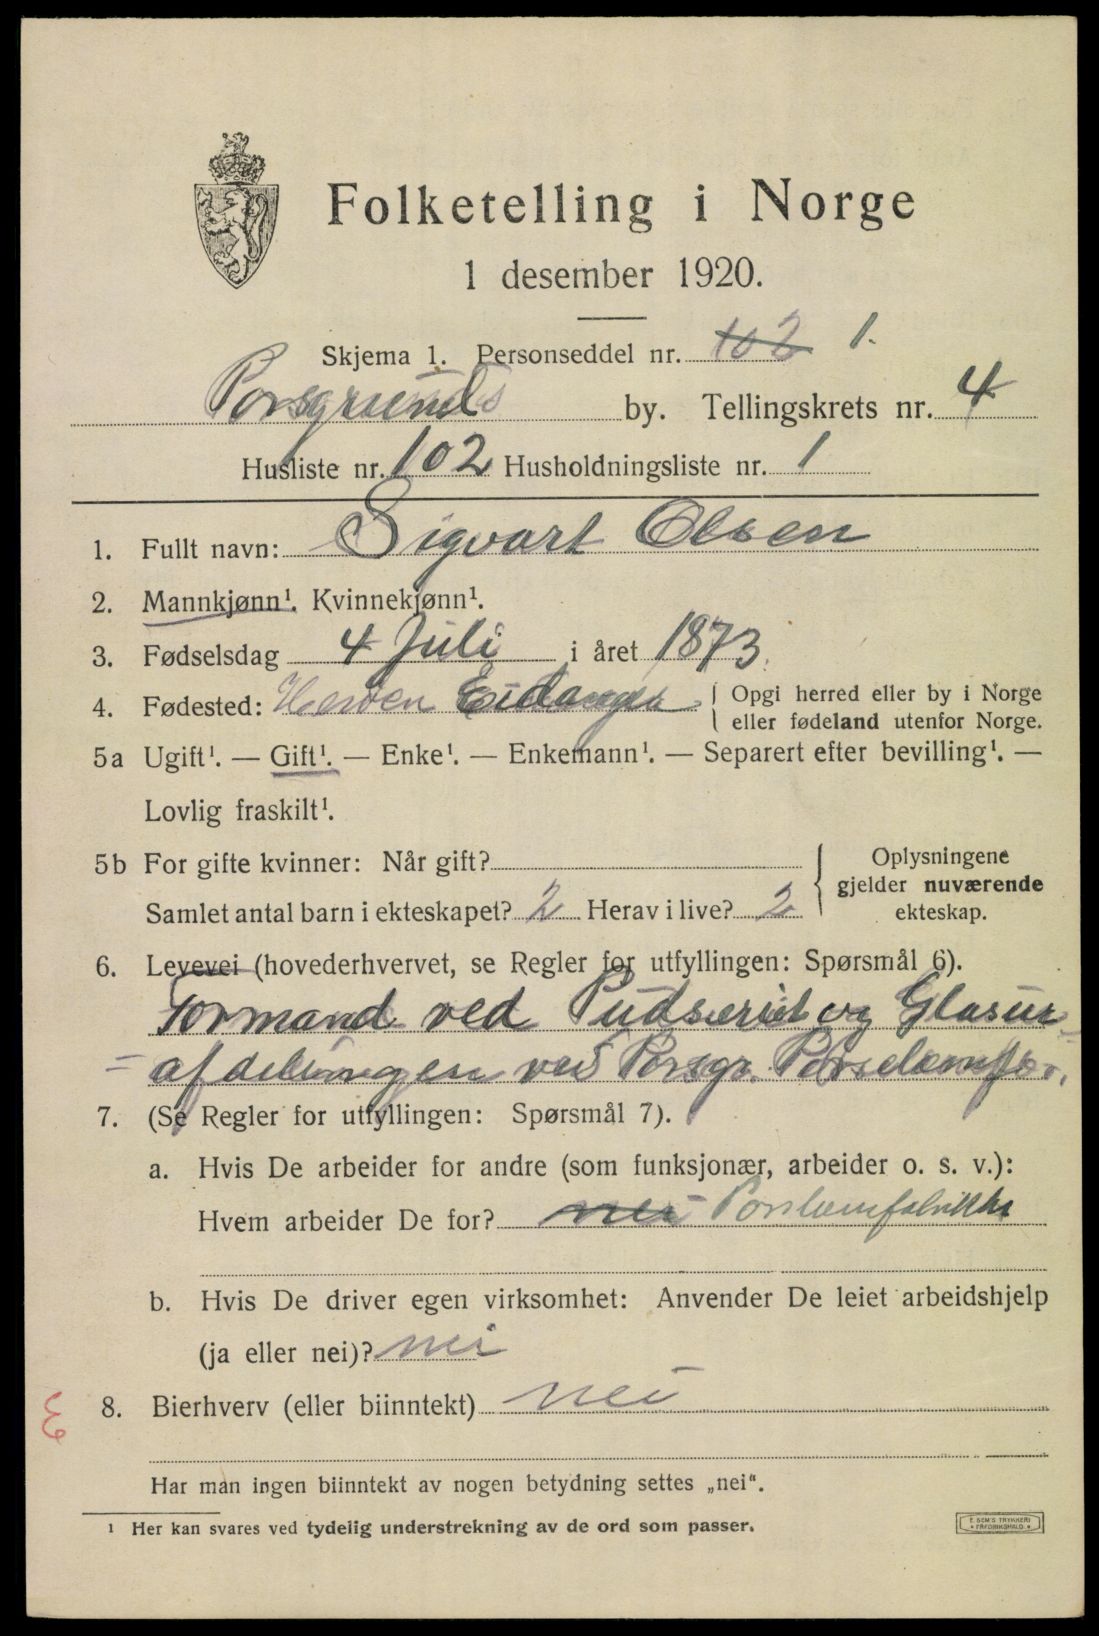 Folketelling i Norge
1 desember 1920.
Skjema 1. Personseddel nr. 102 1.
Porsgrunds by. Tellingskrets nr. 4
Husliste nr. 102 Husholdningsliste nr. 1
1. Fullt navn: Sigvart Olsen
2. Mannkjønn¹. Kvinnekjønn¹.
3. Fødselsdag 4 Juli i året 1873.
4. Fødested: Eidanger { Opgi herred eller by i Norge
eller fødeland utenfor Norge.
5a Ugift¹. — Gift¹. — Enke¹. — Enkemann¹. — Separert efter bevilling¹. —
Lovlig fraskilt¹.
5b For gifte kvinner: Når gift?
Samlet antal barn i ekteskapet? 2 Herav i live? 2
Oplysningene
gjelder nuværende
ekteskap.
6. Levevei (hovederhvervet, se Regler for utfyllingen: Spørsmål 6).
Formand ved Pudseriet og Glasur
=afdelingen ved Porsgr. Porselænsfa.
7. (Se Regler for utfyllingen: Spørsmål 7).
a. Hvis De arbeider for andre (som funksjonær, arbeider o. s. v.):
Hvem arbeider De for? nei
b. Hvis De driver egen virksomhet: Anvender De leiet arbeidshjelp
(ja eller nei)? nei
8. Bierhverv (eller biinntekt) nei
Har man ingen biinntekt av nogen betydning settes „nei“.
¹ Her kan svares ved tydelig understrekning av de ord som passer.
E. SEM'S TRYKKERI
FREDRIKSHALD